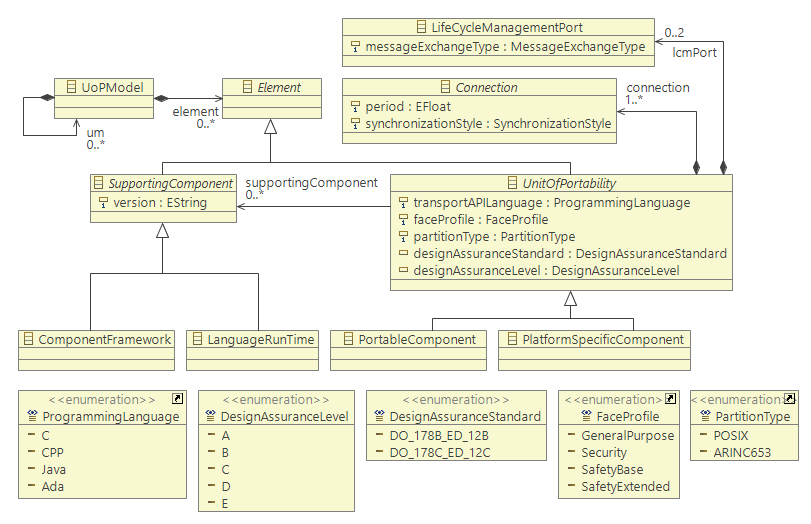 LifeCycleManagementPort
messageExchangeType : MessageExchangeType
0..2
lcmPort
UoPModel
um
0..*
element
0..*
Element
Connection
period : EFloat
synchronizationStyle : SynchronizationStyle
connection
1..*
SupportingComponent
version : EString
supportingComponent
0..*
UnitOfPortability
transportAPILanguage : ProgrammingLanguage
faceProfile : FaceProfile
partitionType : PartitionType
designAssuranceStandard : DesignAssuranceStandard
designAssuranceLevel : DesignAssuranceLevel
ComponentFramework
LanguageRunTime
PortableComponent
PlatformSpecificComponent
<<enumeration>>
ProgrammingLanguage
C
CPP
Java
Ada
<<enumeration>>
DesignAssuranceLevel
A
B
C
D
E
<<enumeration>>
DesignAssuranceStandard
DO_178B_ED_12B
DO_178C_ED_12C
<<enumeration>>
FaceProfile
GeneralPurpose
Security
SafetyBase
SafetyExtended
<<enumeration>>
PartitionType
POSIX
ARINC653